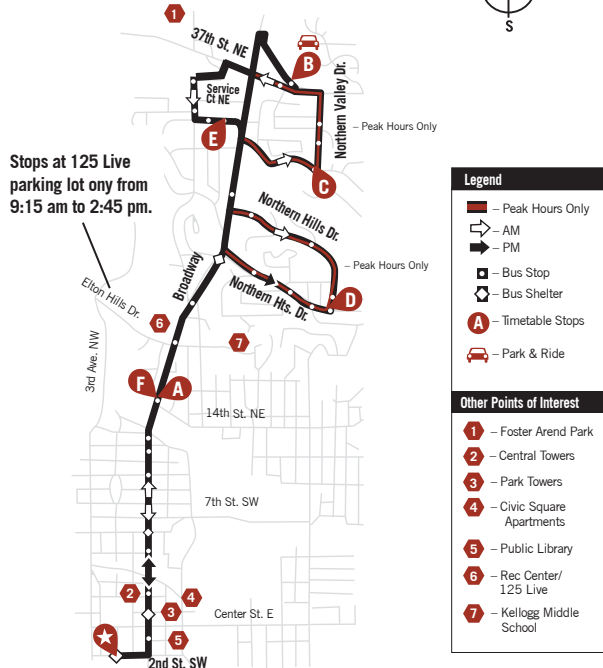 S
1
37th St. NE
B
Service
Ct NE
Northern Valley Dr.
– Peak Hours Only
E
Stops at 125 Live
parking lot ony from
9:15 am to 2:45 pm.
C
Northern Hills Dr.
– Peak Hours Only
Broadway
Northern Hts. Dr.
D
Elton Hills Dr.
6
7
3rd Ave. NW
F
A
14th St. NE
7th St. SW
2
4
3
Center St. E
5
2nd St. SW
Legend
– Peak Hours Only
– AM
– PM
– Bus Stop
– Bus Shelter
A – Timetable Stops
– Park & Ride
Other Points of Interest
1 – Foster Arend Park
2 – Central Towers
3 – Park Towers
4 – Civic Square
Apartments
5 – Public Library
6 – Rec Center/
125 Live
7 – Kellogg Middle
School